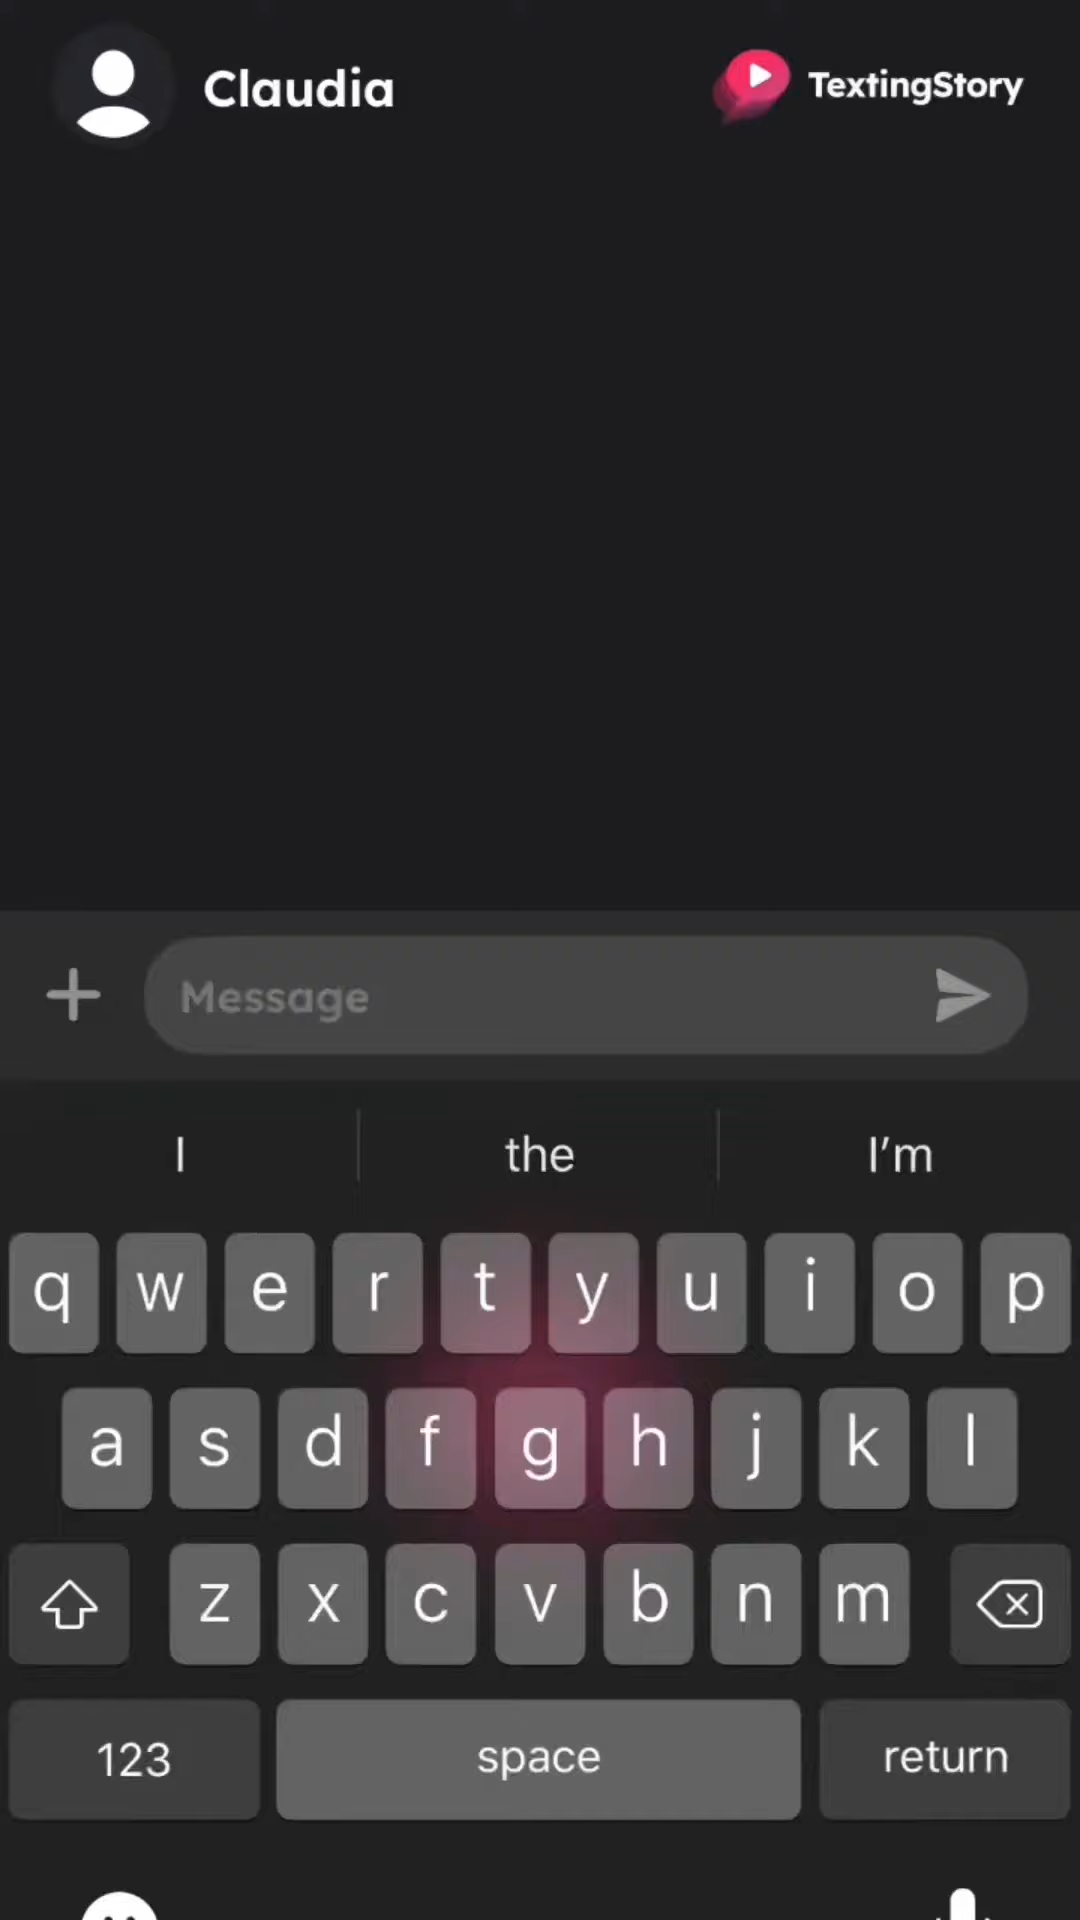 Claudia
TextingStory
Message
I
the
I’m
q w e r t y u i o p
a s d f g h j k l
z x c v b n m
123
space
return